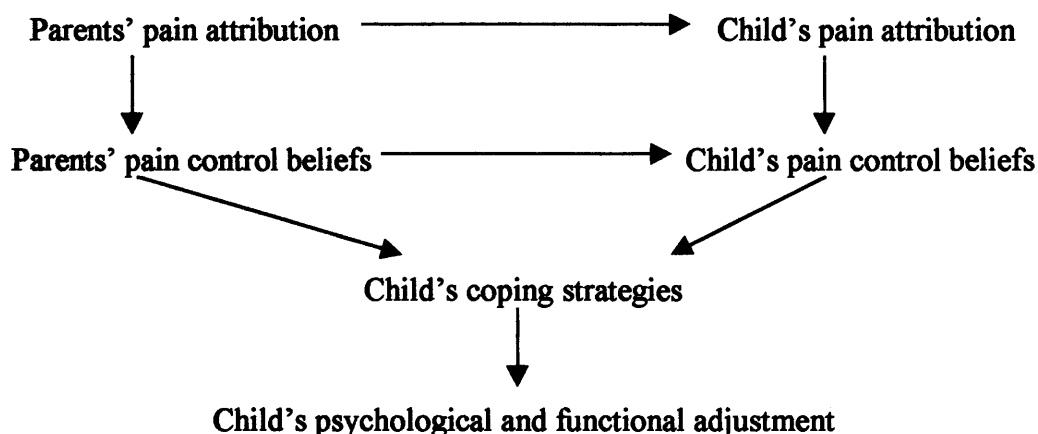 Parents’ pain attribution
Child’s pain attribution
Parents’ pain control beliefs
Child’s pain control beliefs
Child’s coping strategies
Child’s psychological and functional adjustment